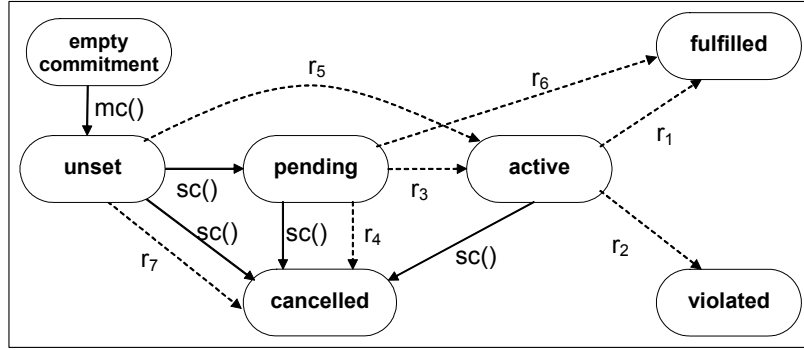 empty
commitment
fulfilled
r5
r6
mc()
r1
unset
pending
active
sc()
r3
sc()
sc()
r4
r7
sc()
r2
cancelled
violated